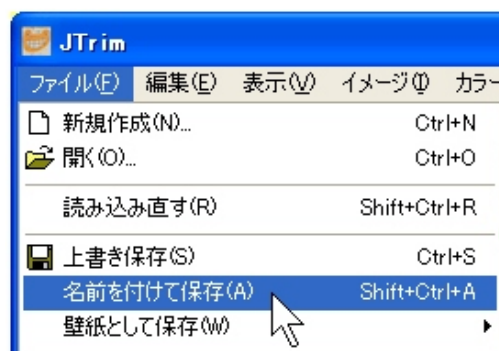 JTrim
ファイル(F) 編集(E) 表示(V) イメージ(I) カラー
新規作成(N)... Ctrl+N
開く(O)... Ctrl+O
読み込み直す(R) Shift+Ctrl+R
上書き保存(S) Ctrl+S
名前を付けて保存(A) Shift+Ctrl+A
壁紙として保存(W)